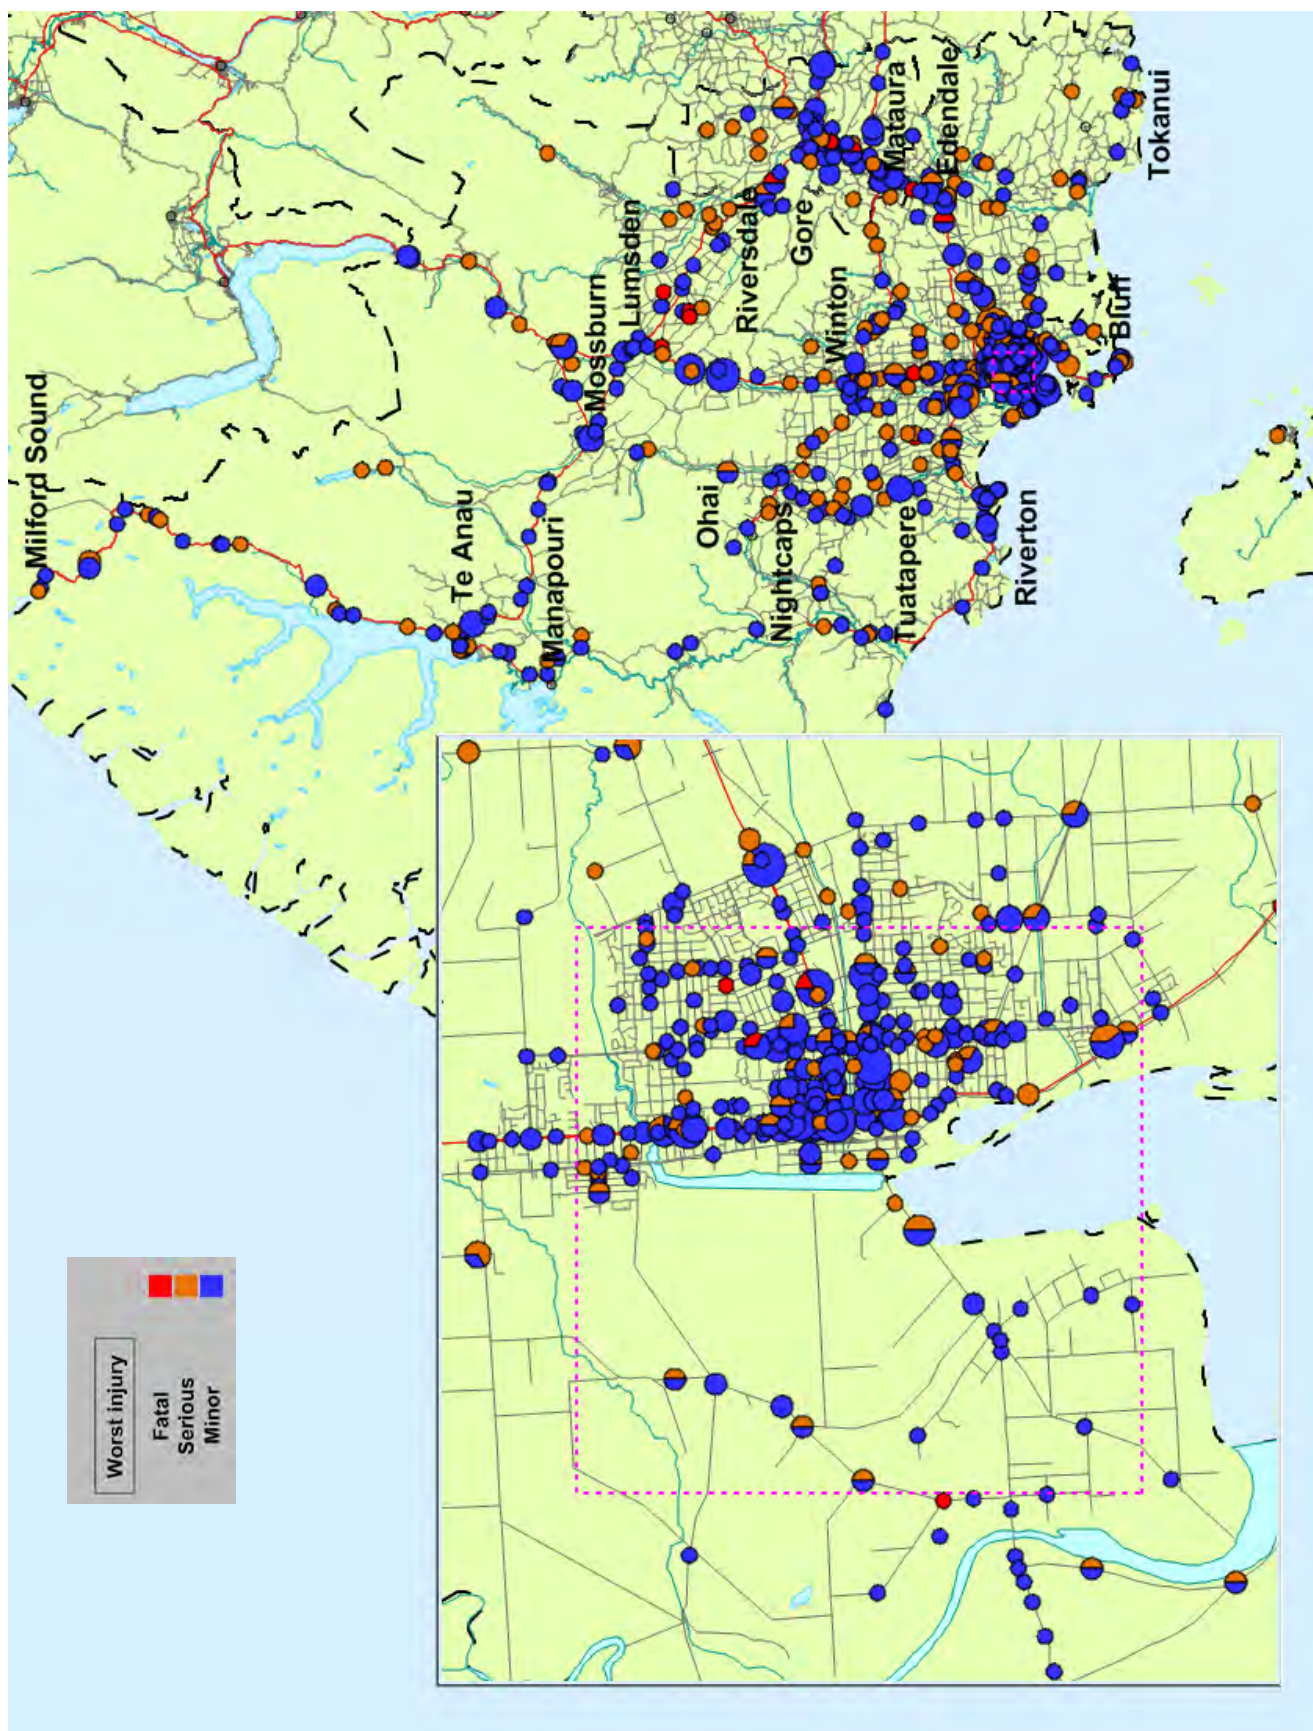 Milford Sound
Te Anau
Manapouri
Mossburn
Lumsden
Riversdale
Gore
Mataura
Edendale
Tokanui
Ohai
Nightcaps
Winton
Tuatapere
Riverton
Bluff
Worst injury
Fatal
Serious
Minor